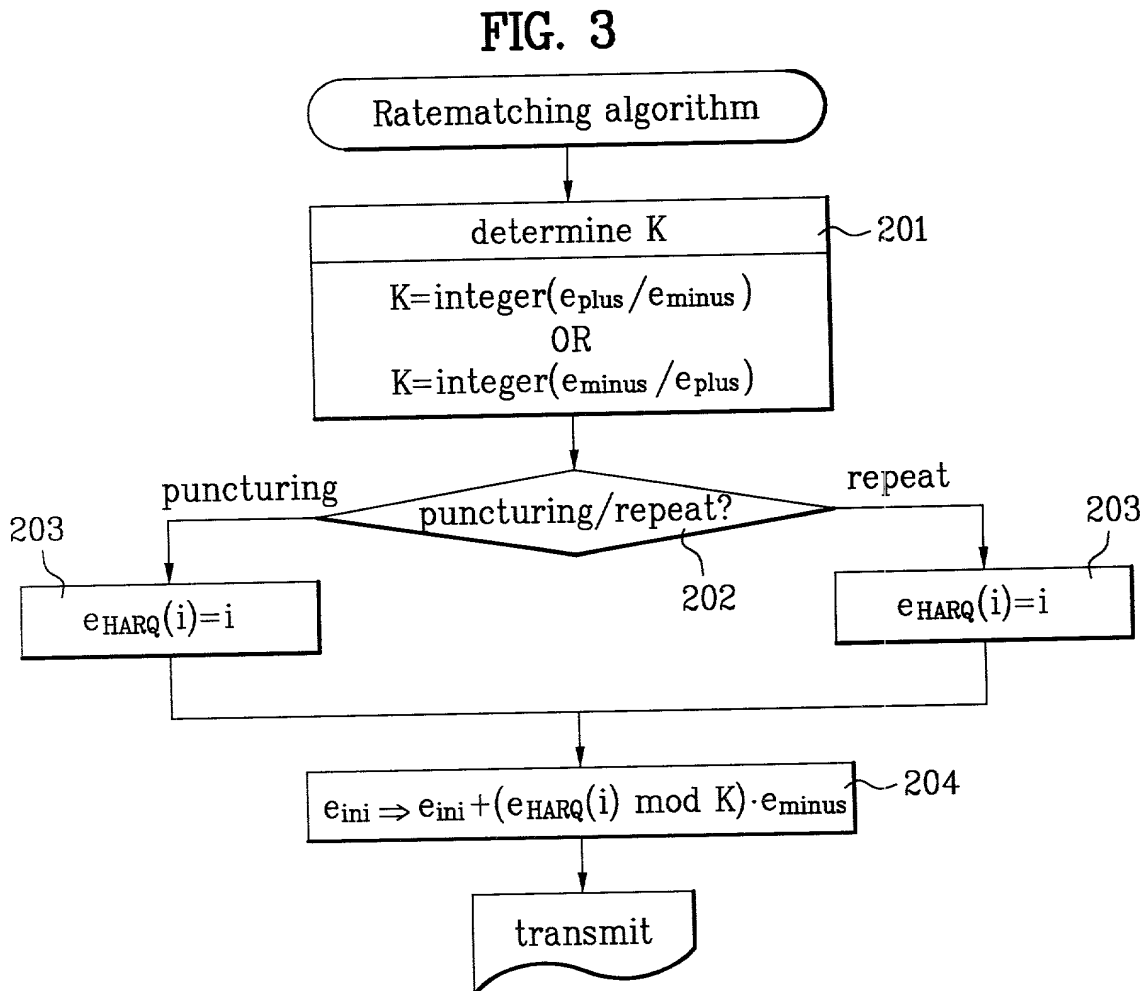 FIG. 3
Ratematching algorithm
determine K
201
K=integer(eplus/eminus)
OR
K=integer(eminus/eplus)
puncturing
puncturing/repeat?
repeat
202
203
eHARQ(i)=i
203
eHARQ(i)=i
eini⇒eini+(eHARQ(i) mod K)·eminus
204
transmit